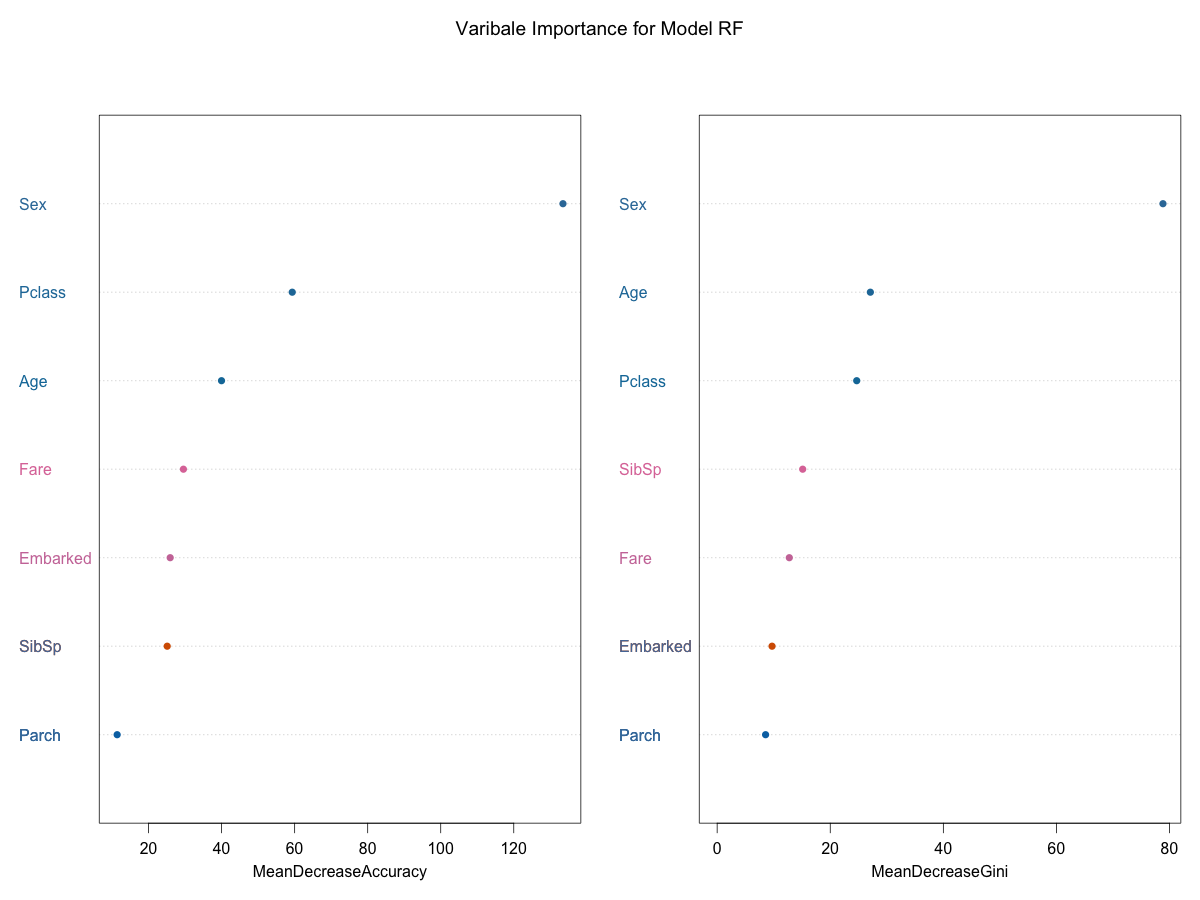 Varibale Importance for Model RF
Sex
Pclass
Age
Fare
Embarked
SibSp
Parch
20 40 60 80 100 120
MeanDecreaseAccuracy
Sex
Age
Pclass
SibSp
Fare
Embarked
Parch
0 20 40 60 80
MeanDecreaseGini